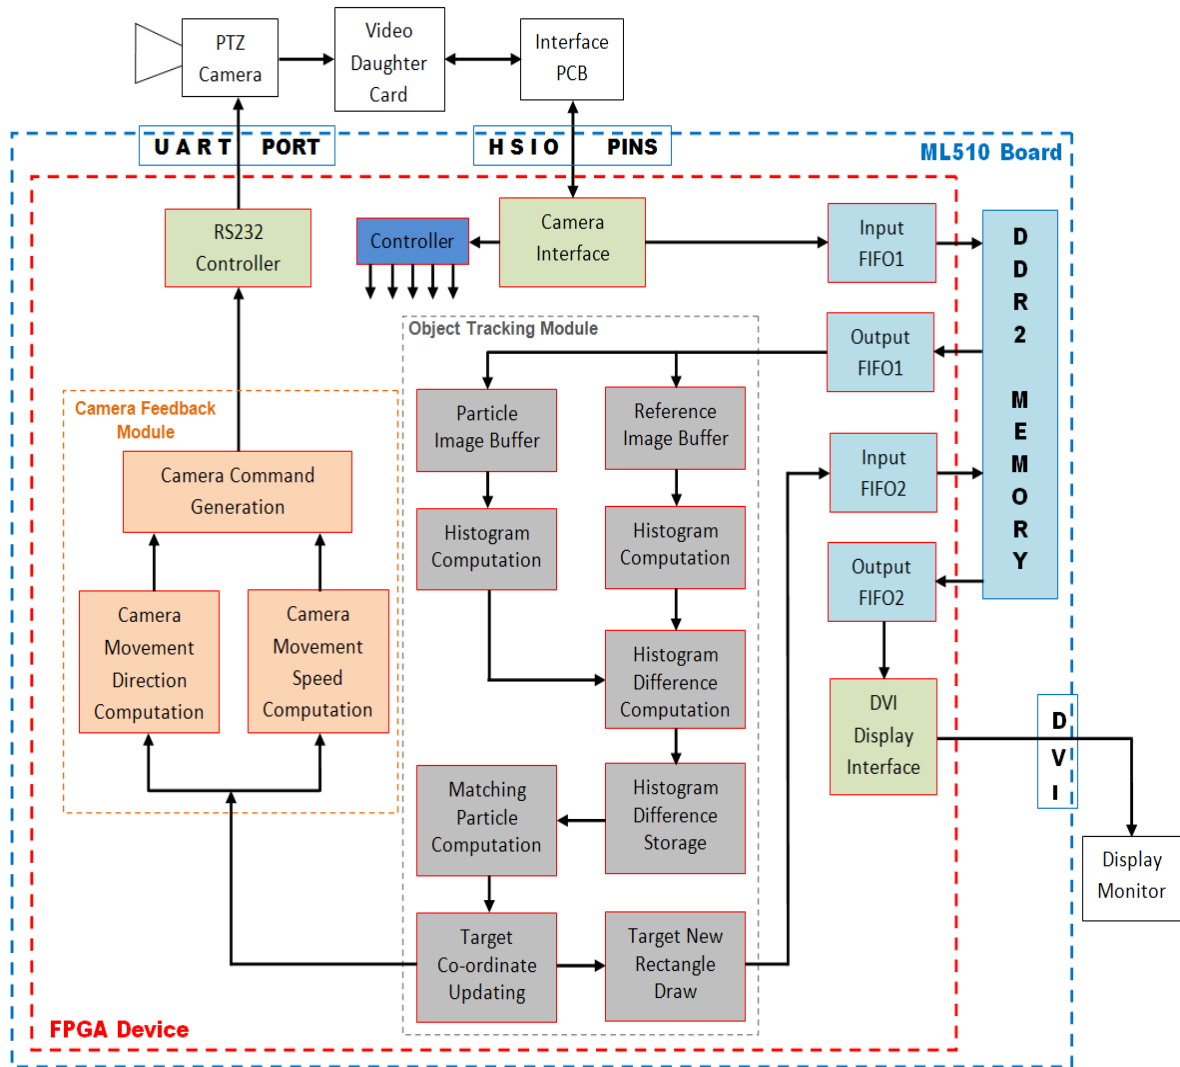 PTZ
Camera
Video
Daughter
Card
Interface
PCB
UART PORT
HSIO PINS
ML510 Board
RS232
Controller
Controller
Camera
Interface
Input
FIFO1
DDR2 MEMORY
Object Tracking Module
Output
FIFO1
Camera Feedback
Module
Particle
Image Buffer
Reference
Image Buffer
Camera Command
Generation
Input
FIFO2
Histogram
Computation
Histogram
Computation
Output
FIFO2
Camera
Movement
Direction
Computation
Camera
Movement
Speed
Computation
Histogram
Difference
Computation
DVI
Display
Interface
DVI
Matching
Particle
Computation
Histogram
Difference
Storage
Display
Monitor
Target
Co-ordinate
Updating
Target New
Rectangle
Draw
FPGA Device